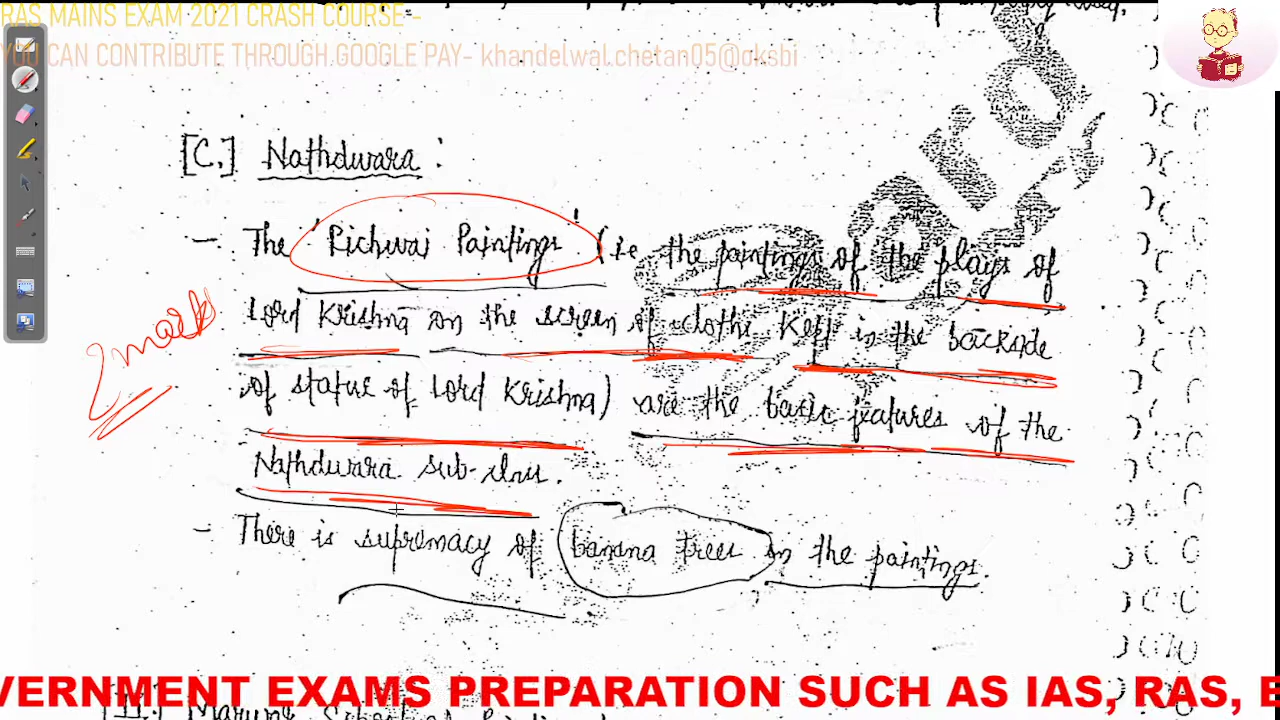 RAS MAINS EXAM 2021 CRASH COURSE -
YOU CAN CONTRIBUTE THROUGH GOOGLE PAY- khandelwal.chetan05@oksbi
[C.] Nathdwara :
- The 'Pichwai Paintings' (i.e. the paintings of the plays of
Lord Krishna on the screen of cloths Keff in the backside
of statue of Lord Krishna) are the basic features of the
Nathdwara sub-class.
2 marks
- There is supremacy of banana trees in the paintings.
VERNMENT EXAMS PREPARATION SUCH AS IAS, RAS, E